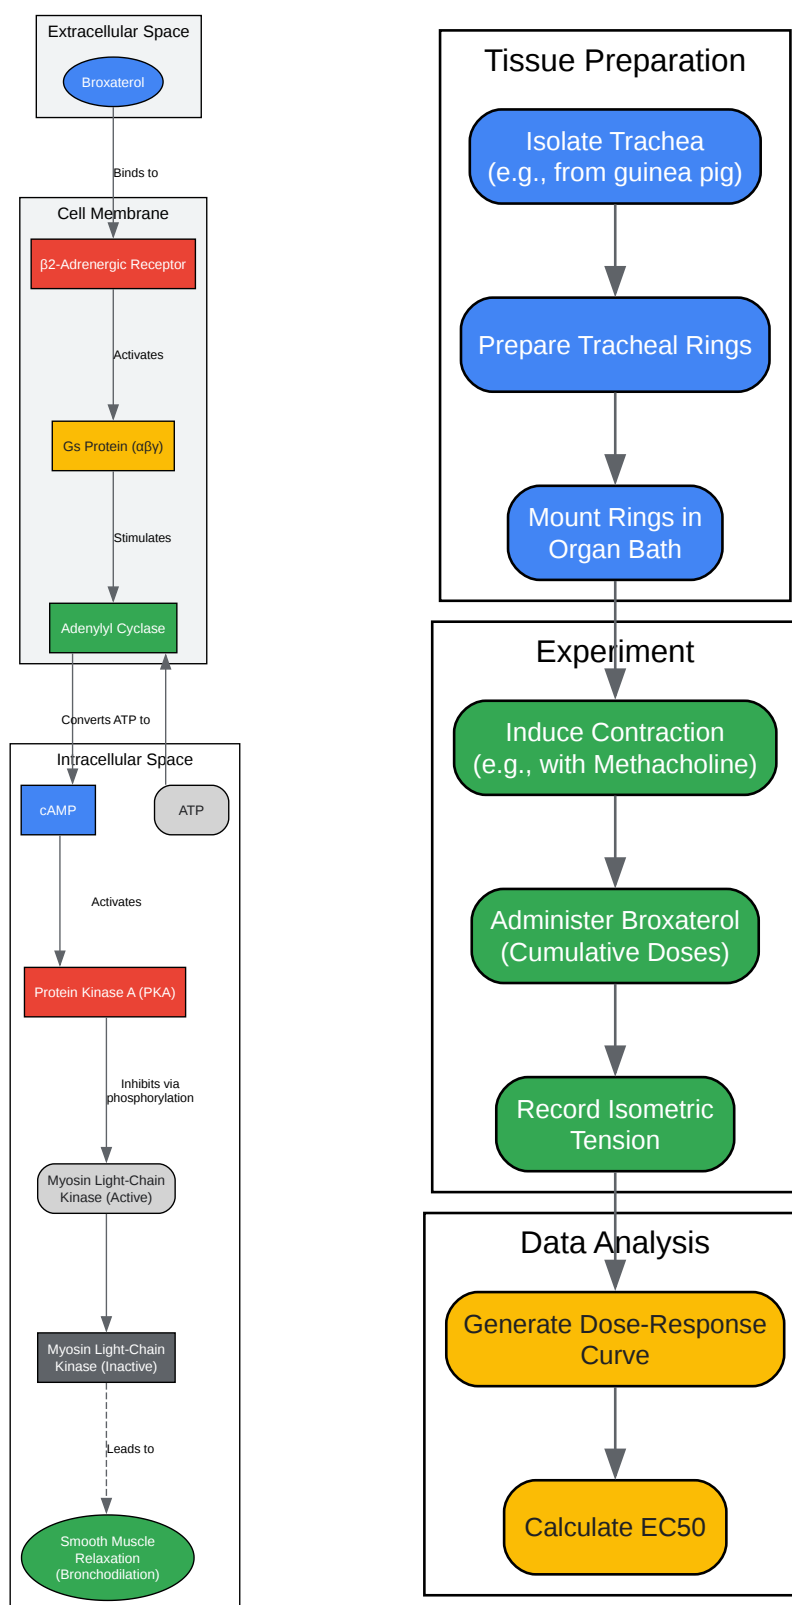 Extracellular Space
Broxaterol
Binds to
Cell Membrane
β2-Adrenergic Receptor
Activates
Gs Protein (αβγ)
Stimulates
Adenylyl Cyclase
Converts ATP to
Intracellular Space
cAMP
ATP
Activates
Protein Kinase A (PKA)
Inhibits via
phosphorylation
Myosin Light-Chain
Kinase (Active)
Myosin Light-Chain
Kinase (Inactive)
Leads to
Smooth Muscle
Relaxation
(Bronchodilation)
Tissue Preparation
Isolate Trachea
(e.g., from guinea pig)
Prepare Tracheal Rings
Mount Rings in
Organ Bath
Experiment
Induce Contraction
(e.g., with Methacholine)
Administer Broxaterol
(Cumulative Doses)
Record Isometric
Tension
Data Analysis
Generate Dose-Response
Curve
Calculate EC50